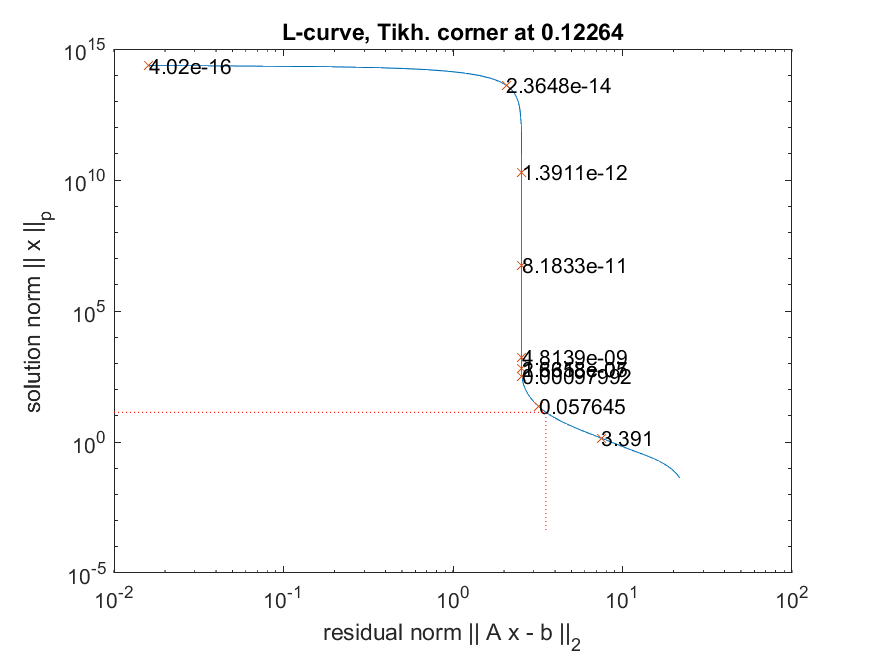 L-curve, Tikh. corner at 0.12264
10^15
4.02e-16
2.3648e-14
10^10
1.3911e-12
8.1833e-11
10^5
4.8139e-09
0.00097992
0.057645
10^0
3.391
10^-5
10^-2
10^-1
10^0
10^1
10^2
solution norm || x ||_p
residual norm || A x - b ||_2